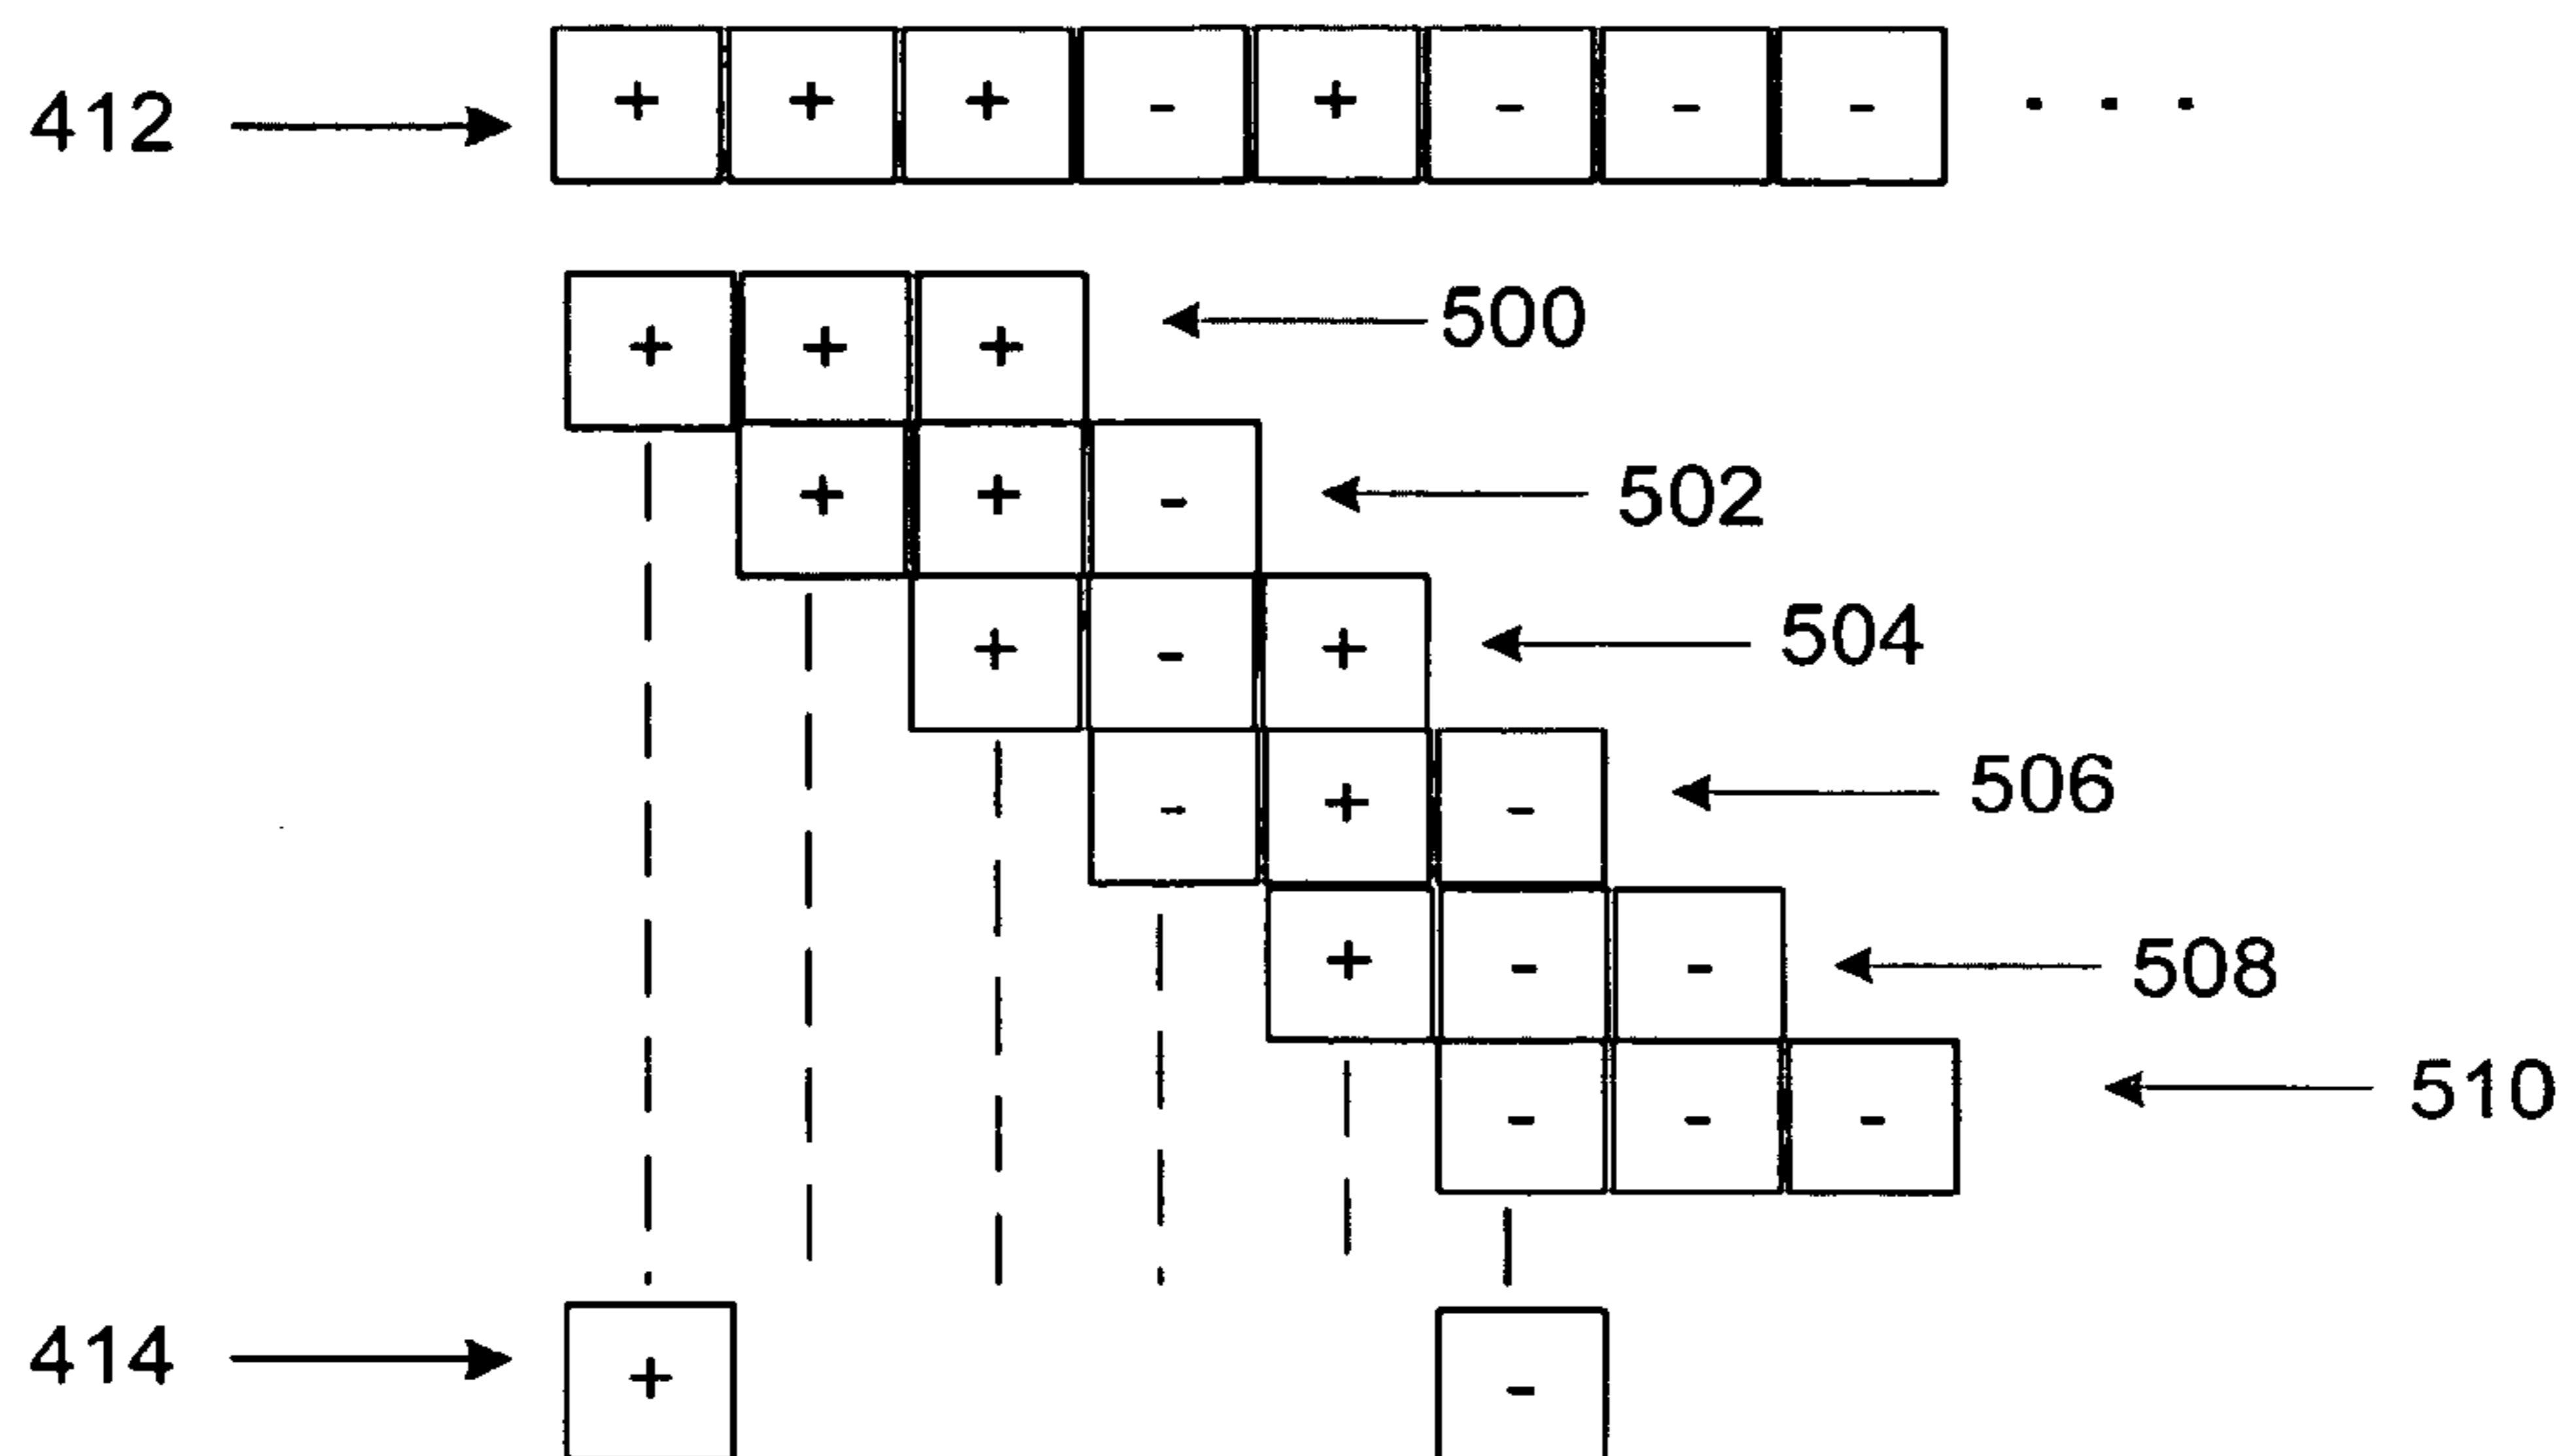 412 + + + - + - - - . . .
+ + + 500
+ + - 502
+ - + 504
- + - 506
+ - - 508
- - - 510
414 + -